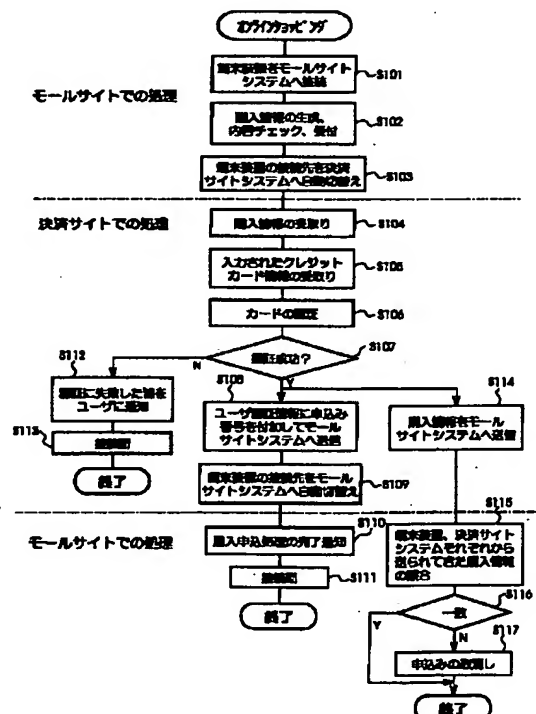 オンラインショッピング
モールサイトでの処理
端末装置をモールサイト
システムへ接続
S101
購入情報の生成、
内容チェック、受付
S102
端末装置の接続先を決済
サイトシステムへ自動切替え
S103
決済サイトでの処理
購入情報の受取り
S104
入力されたクレジット
カード情報の受取り
S105
カードの認証
S106
認証成功?
S107
N
Y
S112
認証に失敗した旨を
ユーザに通知
S113
接続断
終了
S108
ユーザ認証情報に申込み
番号を付加してモール
サイトシステムへ送信
端末装置の接続先をモール
サイトシステムへ自動切替え
S109
S114
購入情報をモール
サイトシステムへ送信
モールサイトでの処理
S110
購入申込処理の完了通知
接続断
S111
終了
S115
端末装置、決済サイト
システムそれぞれから
送られてきた購入情報
の照合
S116
一致
Y
N
S117
申込みの取消し
終了